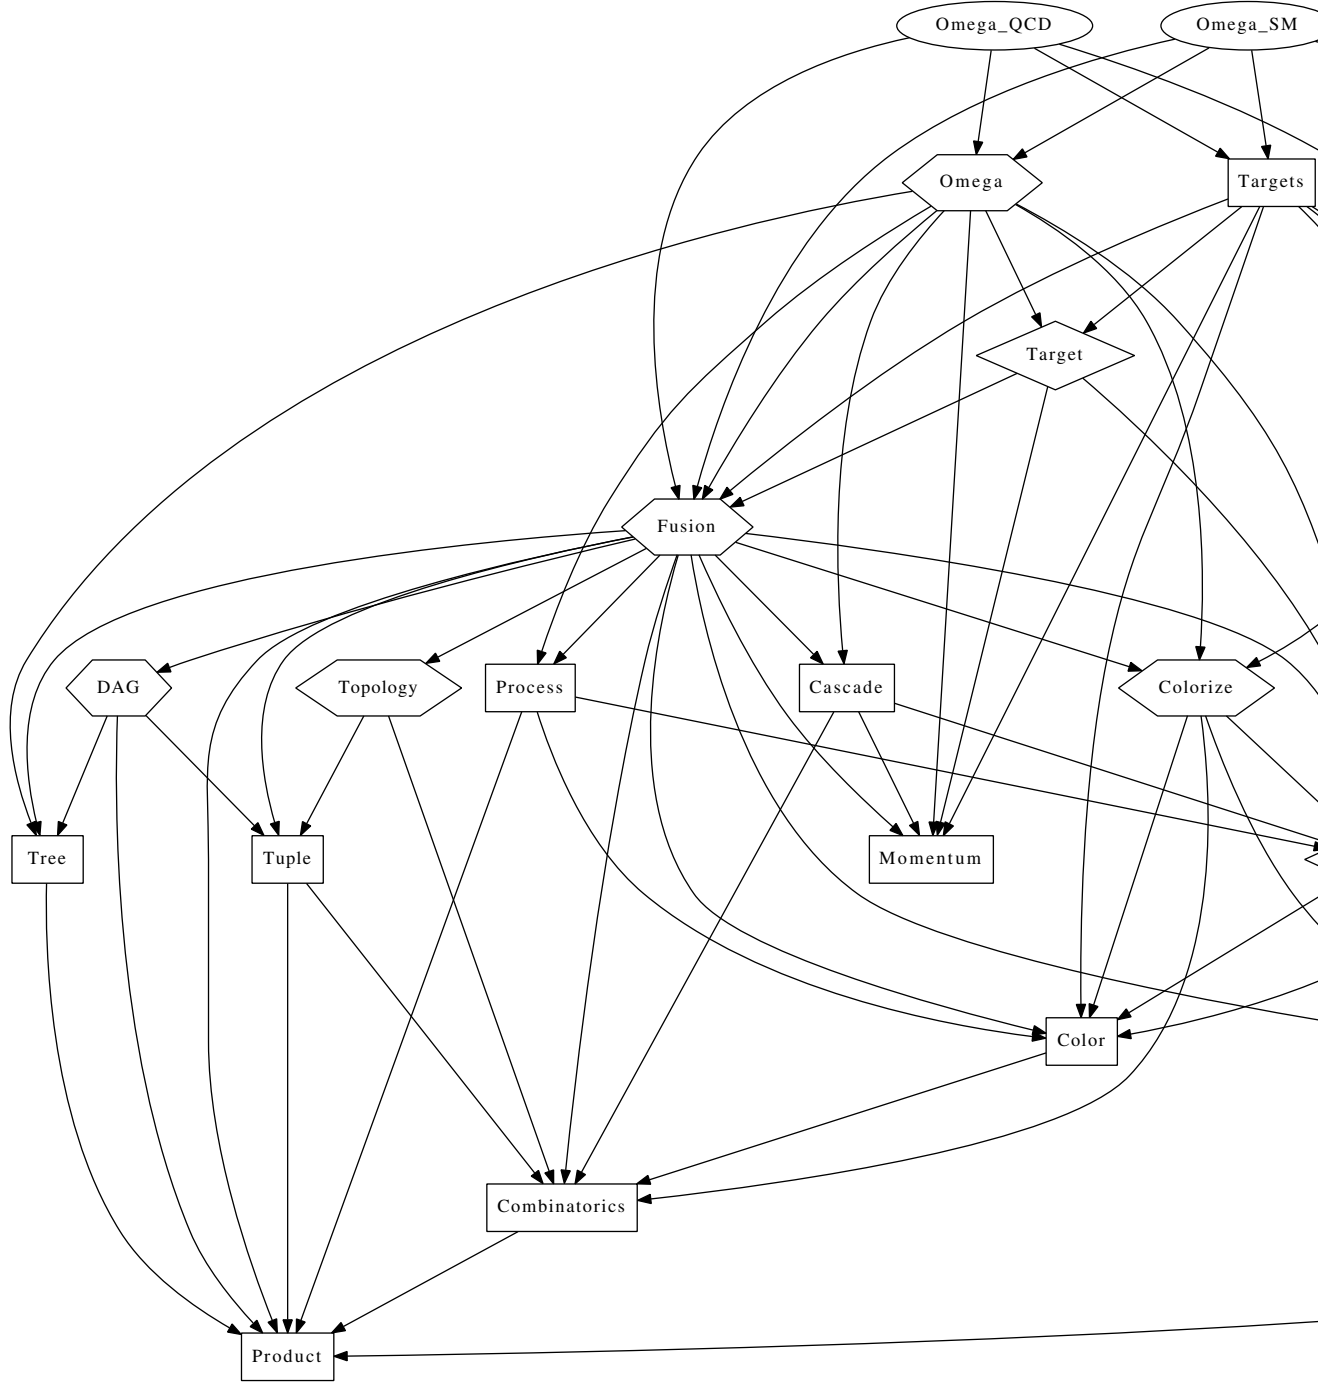 Omega_QCD
Omega_SM
Omega
Targets
Target
Fusion
DAG
Topology
Process
Cascade
Colorize
Tree
Tuple
Momentum
Color
Combinatorics
Product